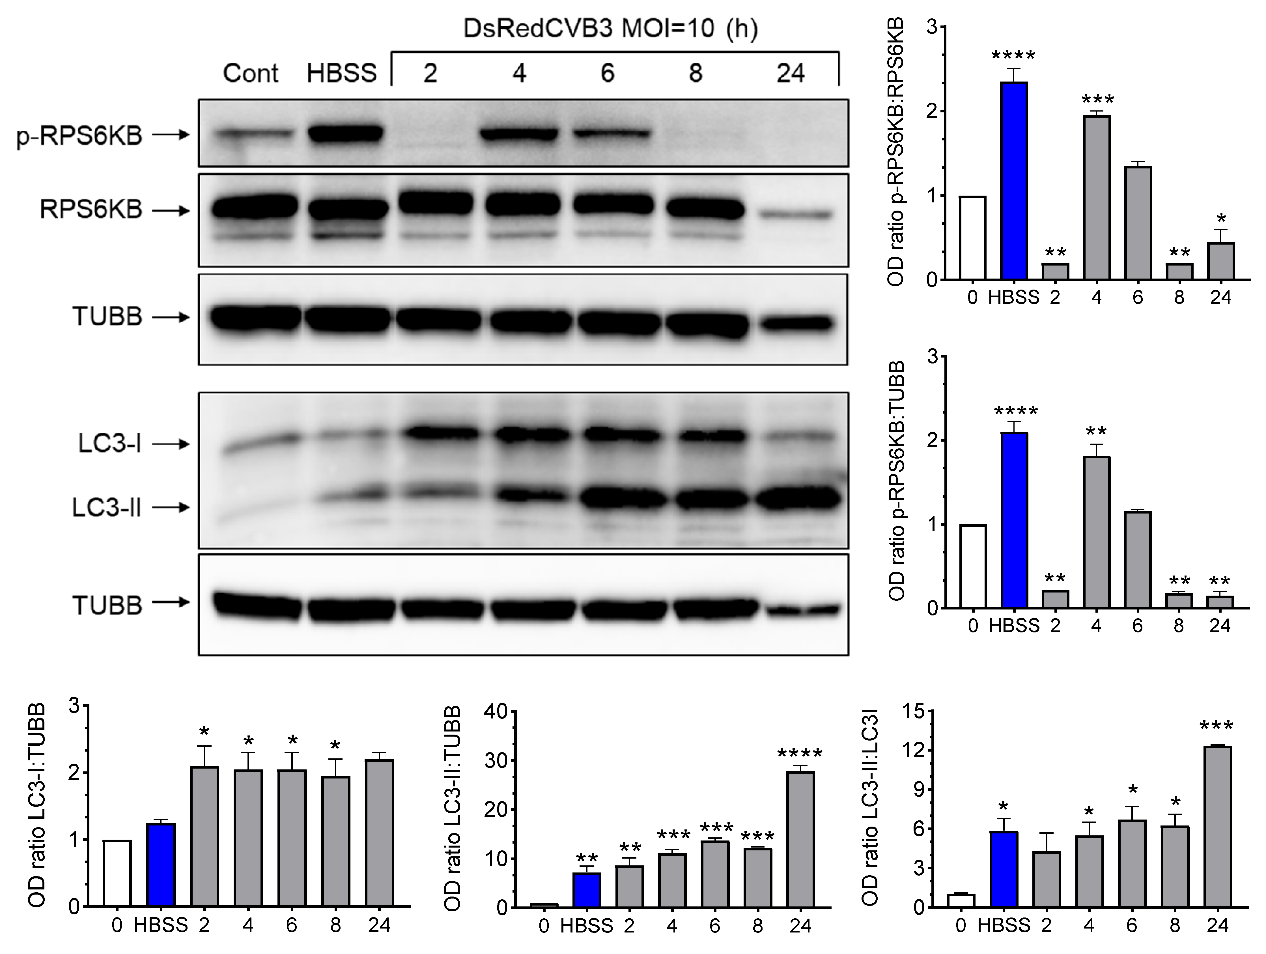 DsRedCVB3 MOI=10 (h)
Cont HBSS 2 4 6 8 24
p-RPS6KB
RPS6KB
TUBB
LC3-I
LC3-II
TUBB
OD ratio p-RPS6KB:RPS6KB
3
2
1
0
**** ** *** ** *
0 HBSS 2 4 6 8 24
OD ratio p-RPS6KB:TUBB
3
2
1
0
**** ** ** ** **
0 HBSS 2 4 6 8 24
OD ratio LC3-I:TUBB
3
2
1
0
* * * *
0 HBSS 2 4 6 8 24
OD ratio LC3-II:TUBB
40
30
20
10
0
** ** *** *** *** ****
0 HBSS 2 4 6 8 24
OD ratio LC3-II:LC3I
15
12
9
6
3
0
* * * * ***
0 HBSS 2 4 6 8 24